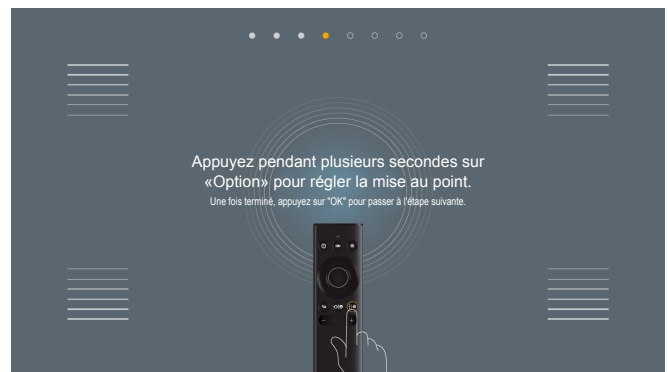 Appuyez pendant plusieurs secondes sur
«Option» pour régler la mise au point.
Une fois terminé, appuyez sur "OK" pour passer à l'étape suivante.